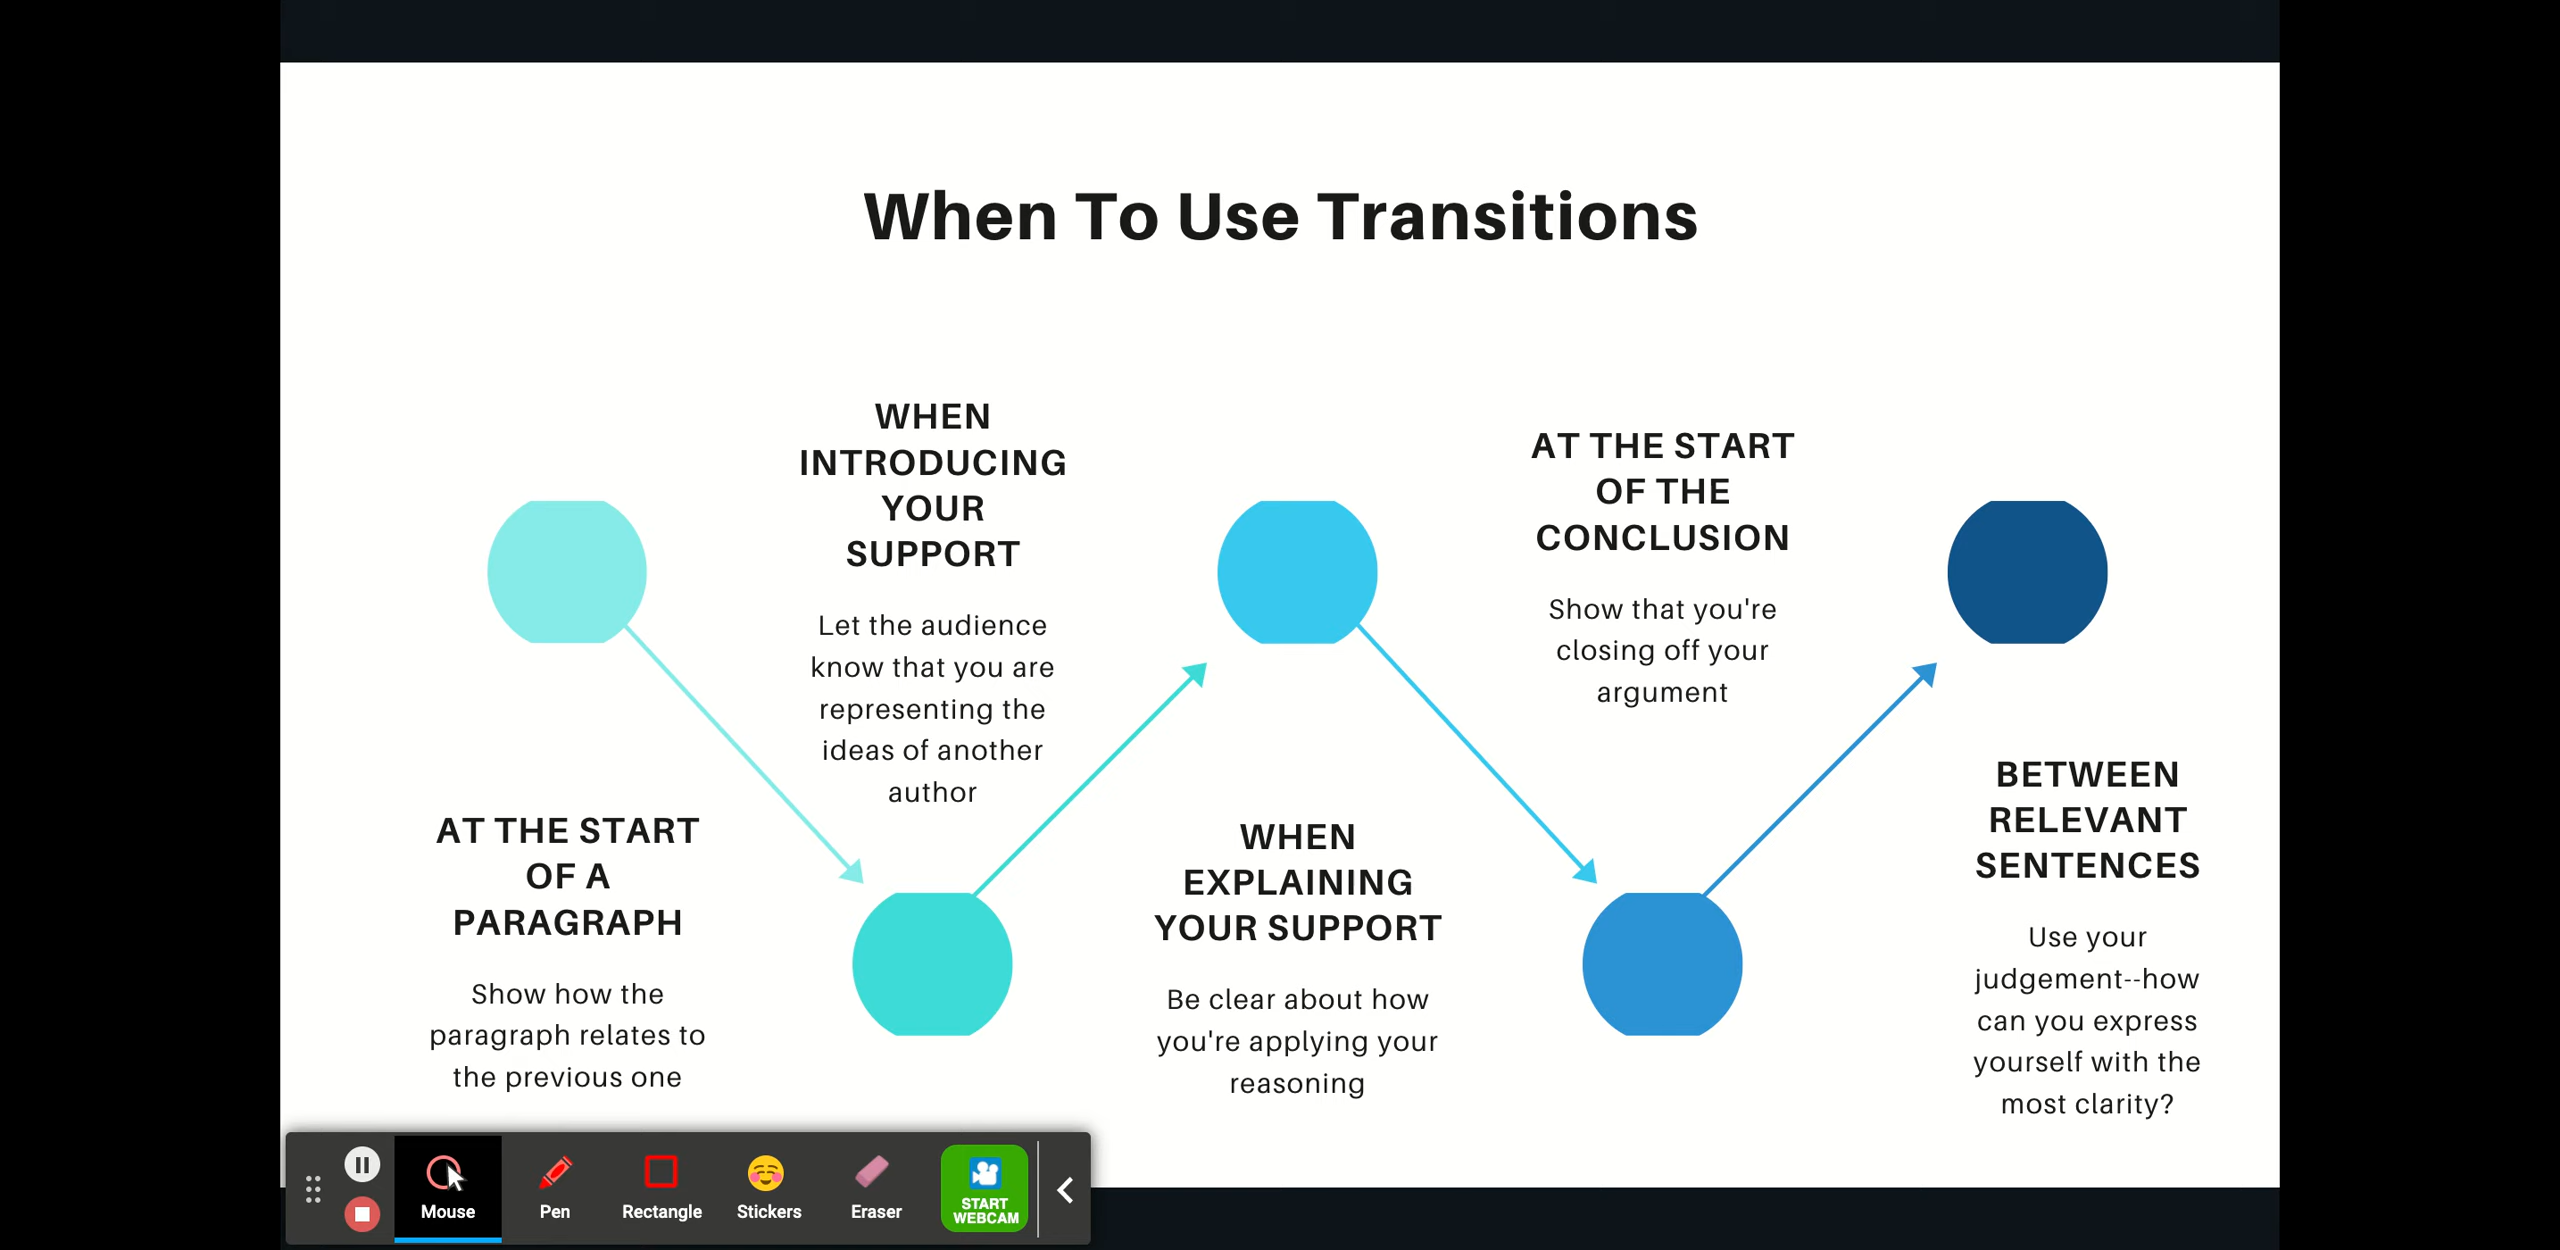 When To Use Transitions
AT THE START
OF A
PARAGRAPH
Show how the
paragraph relates to
the previous one
WHEN
INTRODUCING
YOUR
SUPPORT
Let the audience
know that you are
representing the
ideas of another
author
WHEN
EXPLAINING
YOUR SUPPORT
Be clear about how
you're applying your
reasoning
AT THE START
OF THE
CONCLUSION
Show that you're
closing off your
argument
BETWEEN
RELEVANT
SENTENCES
Use your
judgement--how
can you express
yourself with the
most clarity?
Mouse
Pen
Rectangle
Stickers
Eraser
START
WEBCAM